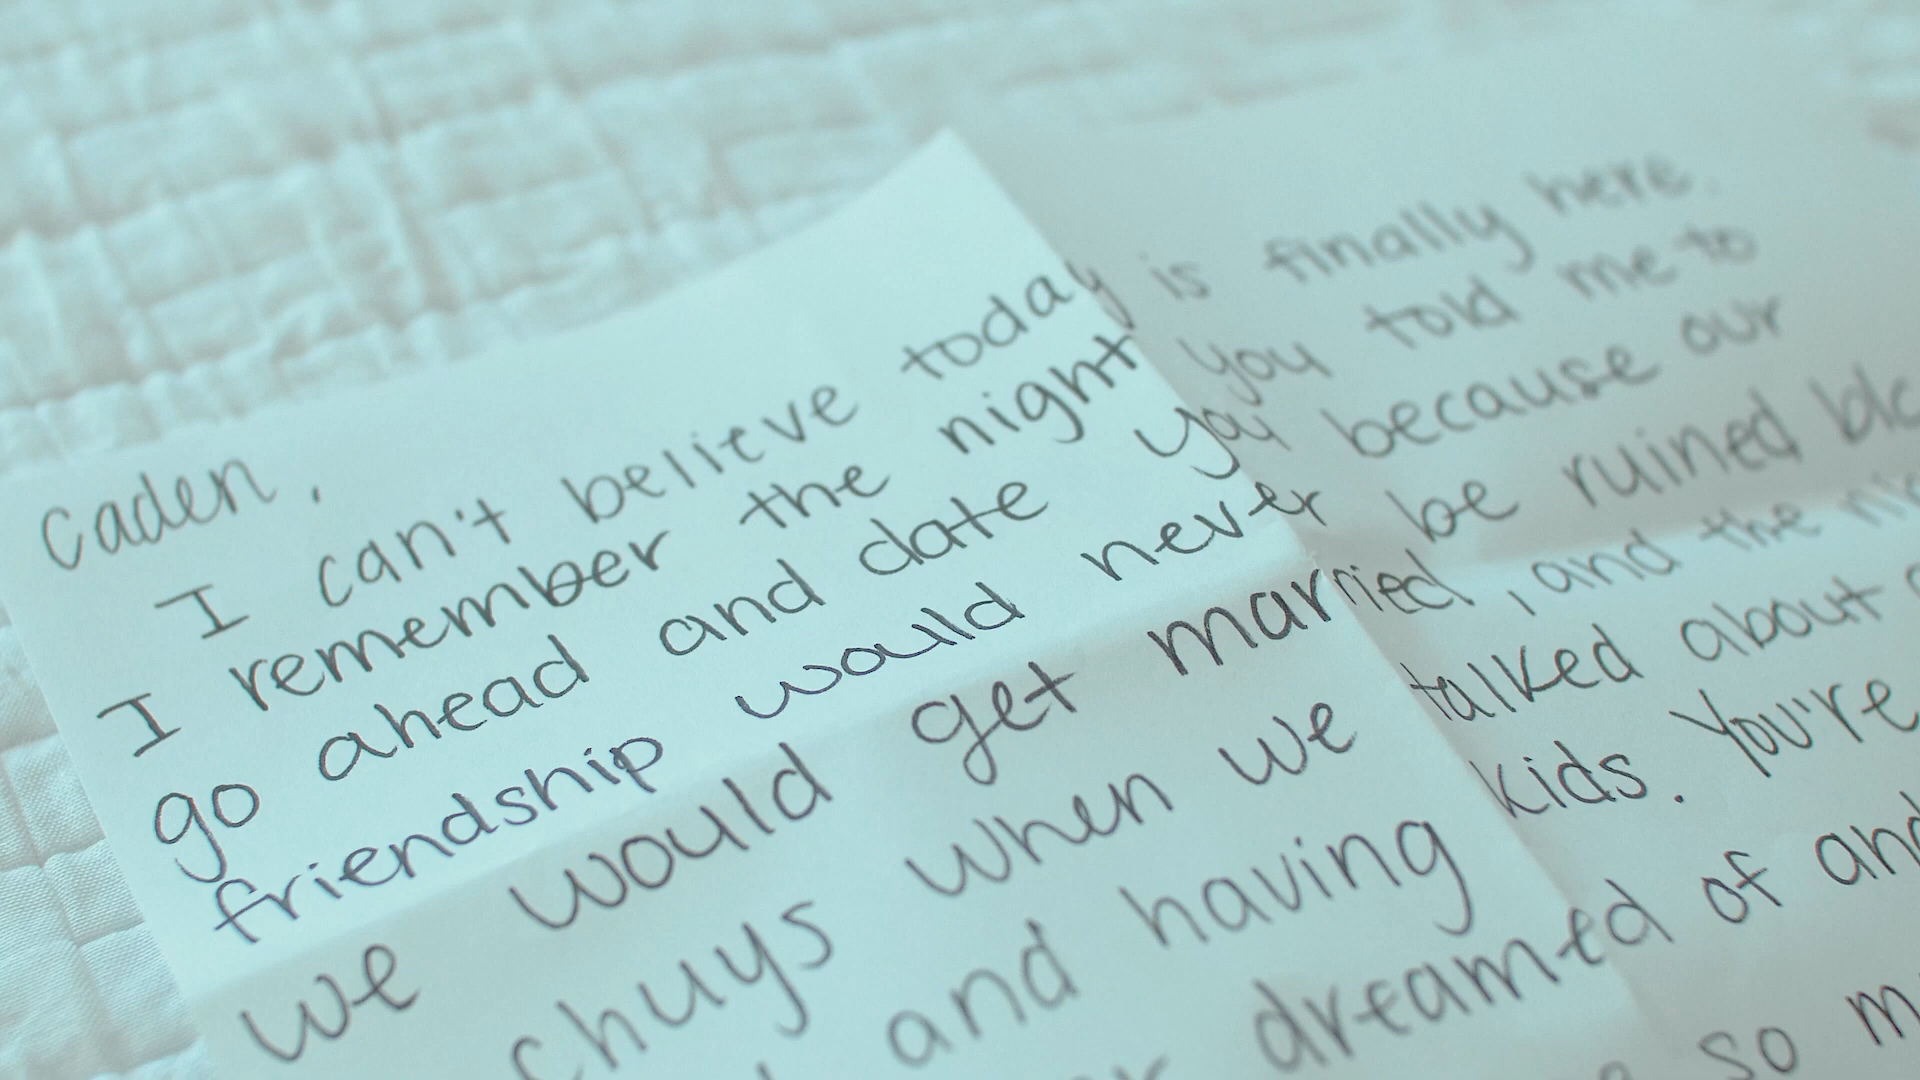 Caden,
I can't believe today is finally here.
I remember the night you told me to
go ahead and date you because our
friendship would never be ruined b/c
we would get married, and the
chuys when we talked about
and having kids. You're
dreamed of and
so